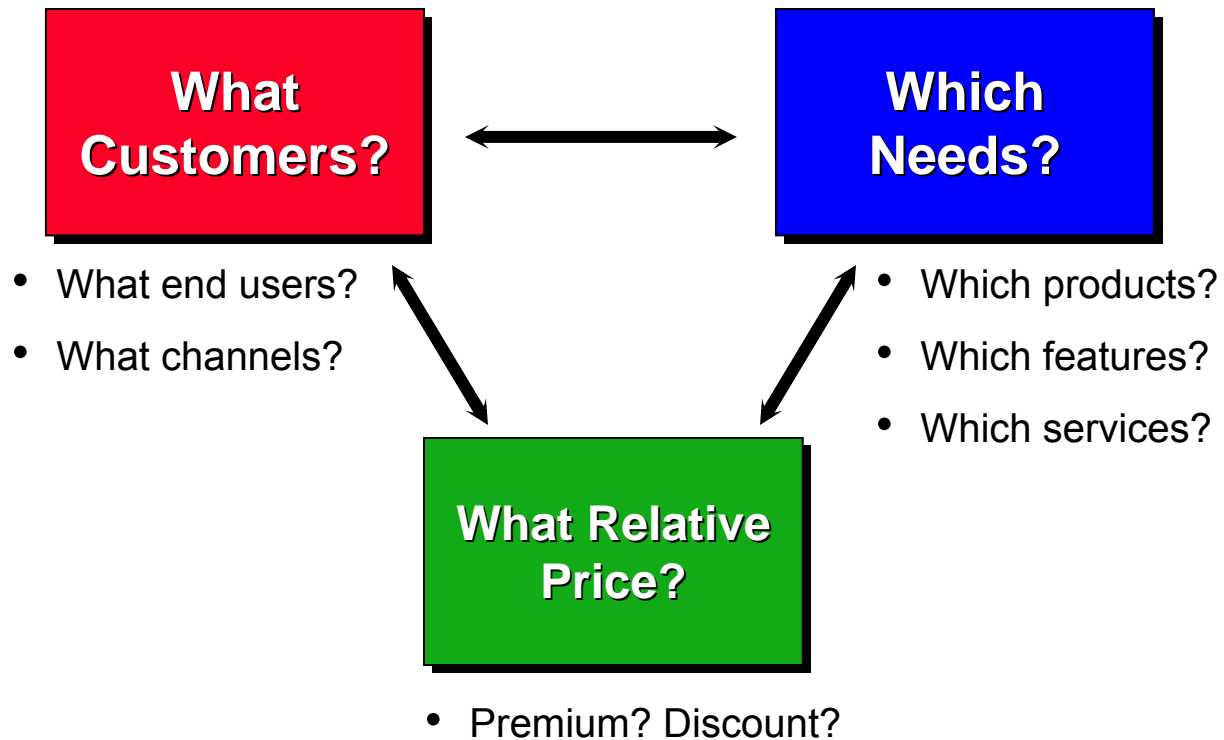 What
Customers?
Which
Needs?
• What end users?
• What channels?
• Which products?
• Which features?
• Which services?
What Relative
Price?
• Premium? Discount?